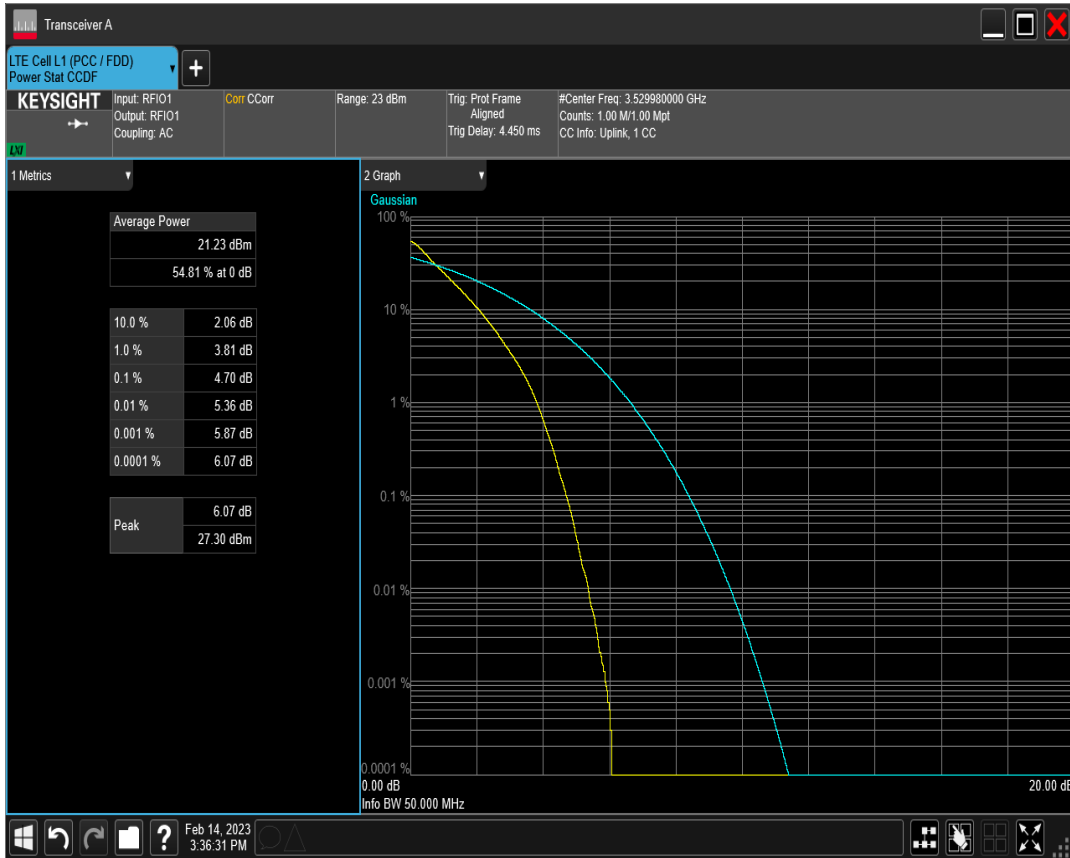 Transceiver A
LTE Cell L1 (PCC / FDD)
Power Stat CCDF
KEYSIGHT
LXI
Input: RFIO1
Output: RFIO1
Coupling: AC
Corr CCorr
Range: 23 dBm
Trig: Prot Frame
Aligned
Trig Delay: 4.450 ms
#Center Freq: 3.529980000 GHz
Counts: 1.00 M/1.00 Mpt
CC Info: Uplink, 1 CC
1 Metrics
Average Power
21.23 dBm
54.81 % at 0 dB
10.0 % 2.06 dB
1.0 % 3.81 dB
0.1 % 4.70 dB
0.01 % 5.36 dB
0.001 % 5.87 dB
0.0001 % 6.07 dB
Peak 6.07 dB
27.30 dBm
2 Graph
Gaussian
100 %
10 %
1 %
0.1 %
0.01 %
0.001 %
0.0001 %
0.00 dB 20.00 dB
Info BW 50.000 MHz
?
Feb 14, 2023
3:36:31 PM